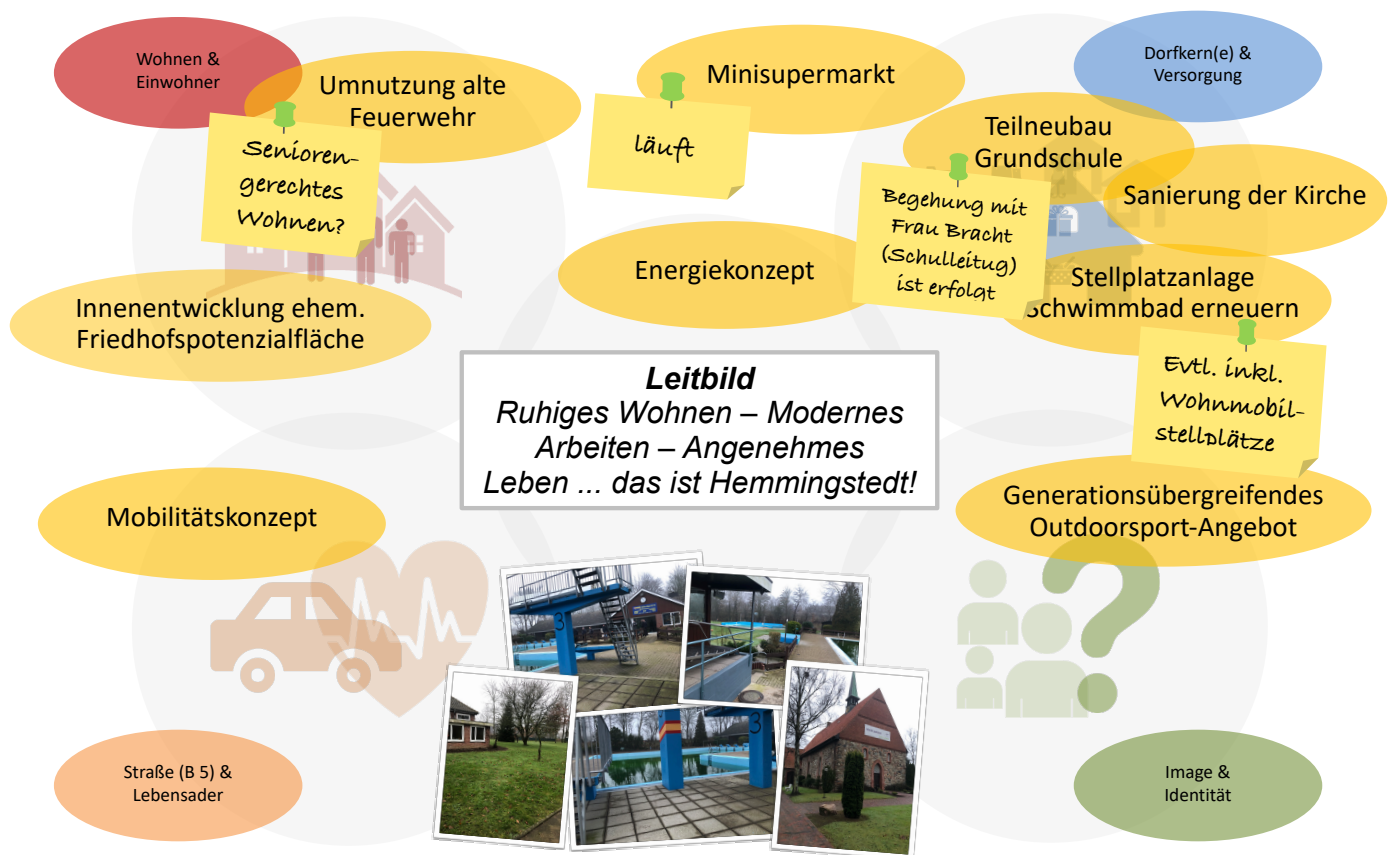 Wohnen &
Einwohner
Umnutzung alte
Feuerwehr
Senioren-
gerechtes
Wohnen?
Minisupermarkt
läuft
Dorfkern(e) &
Versorgung
Teilneubau
Grundschule
Begehung mit
Frau Bracht
(Schulleitug)
ist erfolgt
Sanierung der Kirche
Energiekonzept
Stellplatzanlage
Schwimmbad erneuern
Evtl. inkl.
Wohnmobil-
stellplätze
Innenentwicklung ehem.
Friedhofspotenzialfläche
Leitbild
Ruhiges Wohnen – Modernes
Arbeiten – Angenehmes
Leben ... das ist Hemmingstedt!
Mobilitätskonzept
Generationsübergreifendes
Outdoorsport-Angebot
3
3
Straße (B 5) &
Lebensader
Image &
Identität